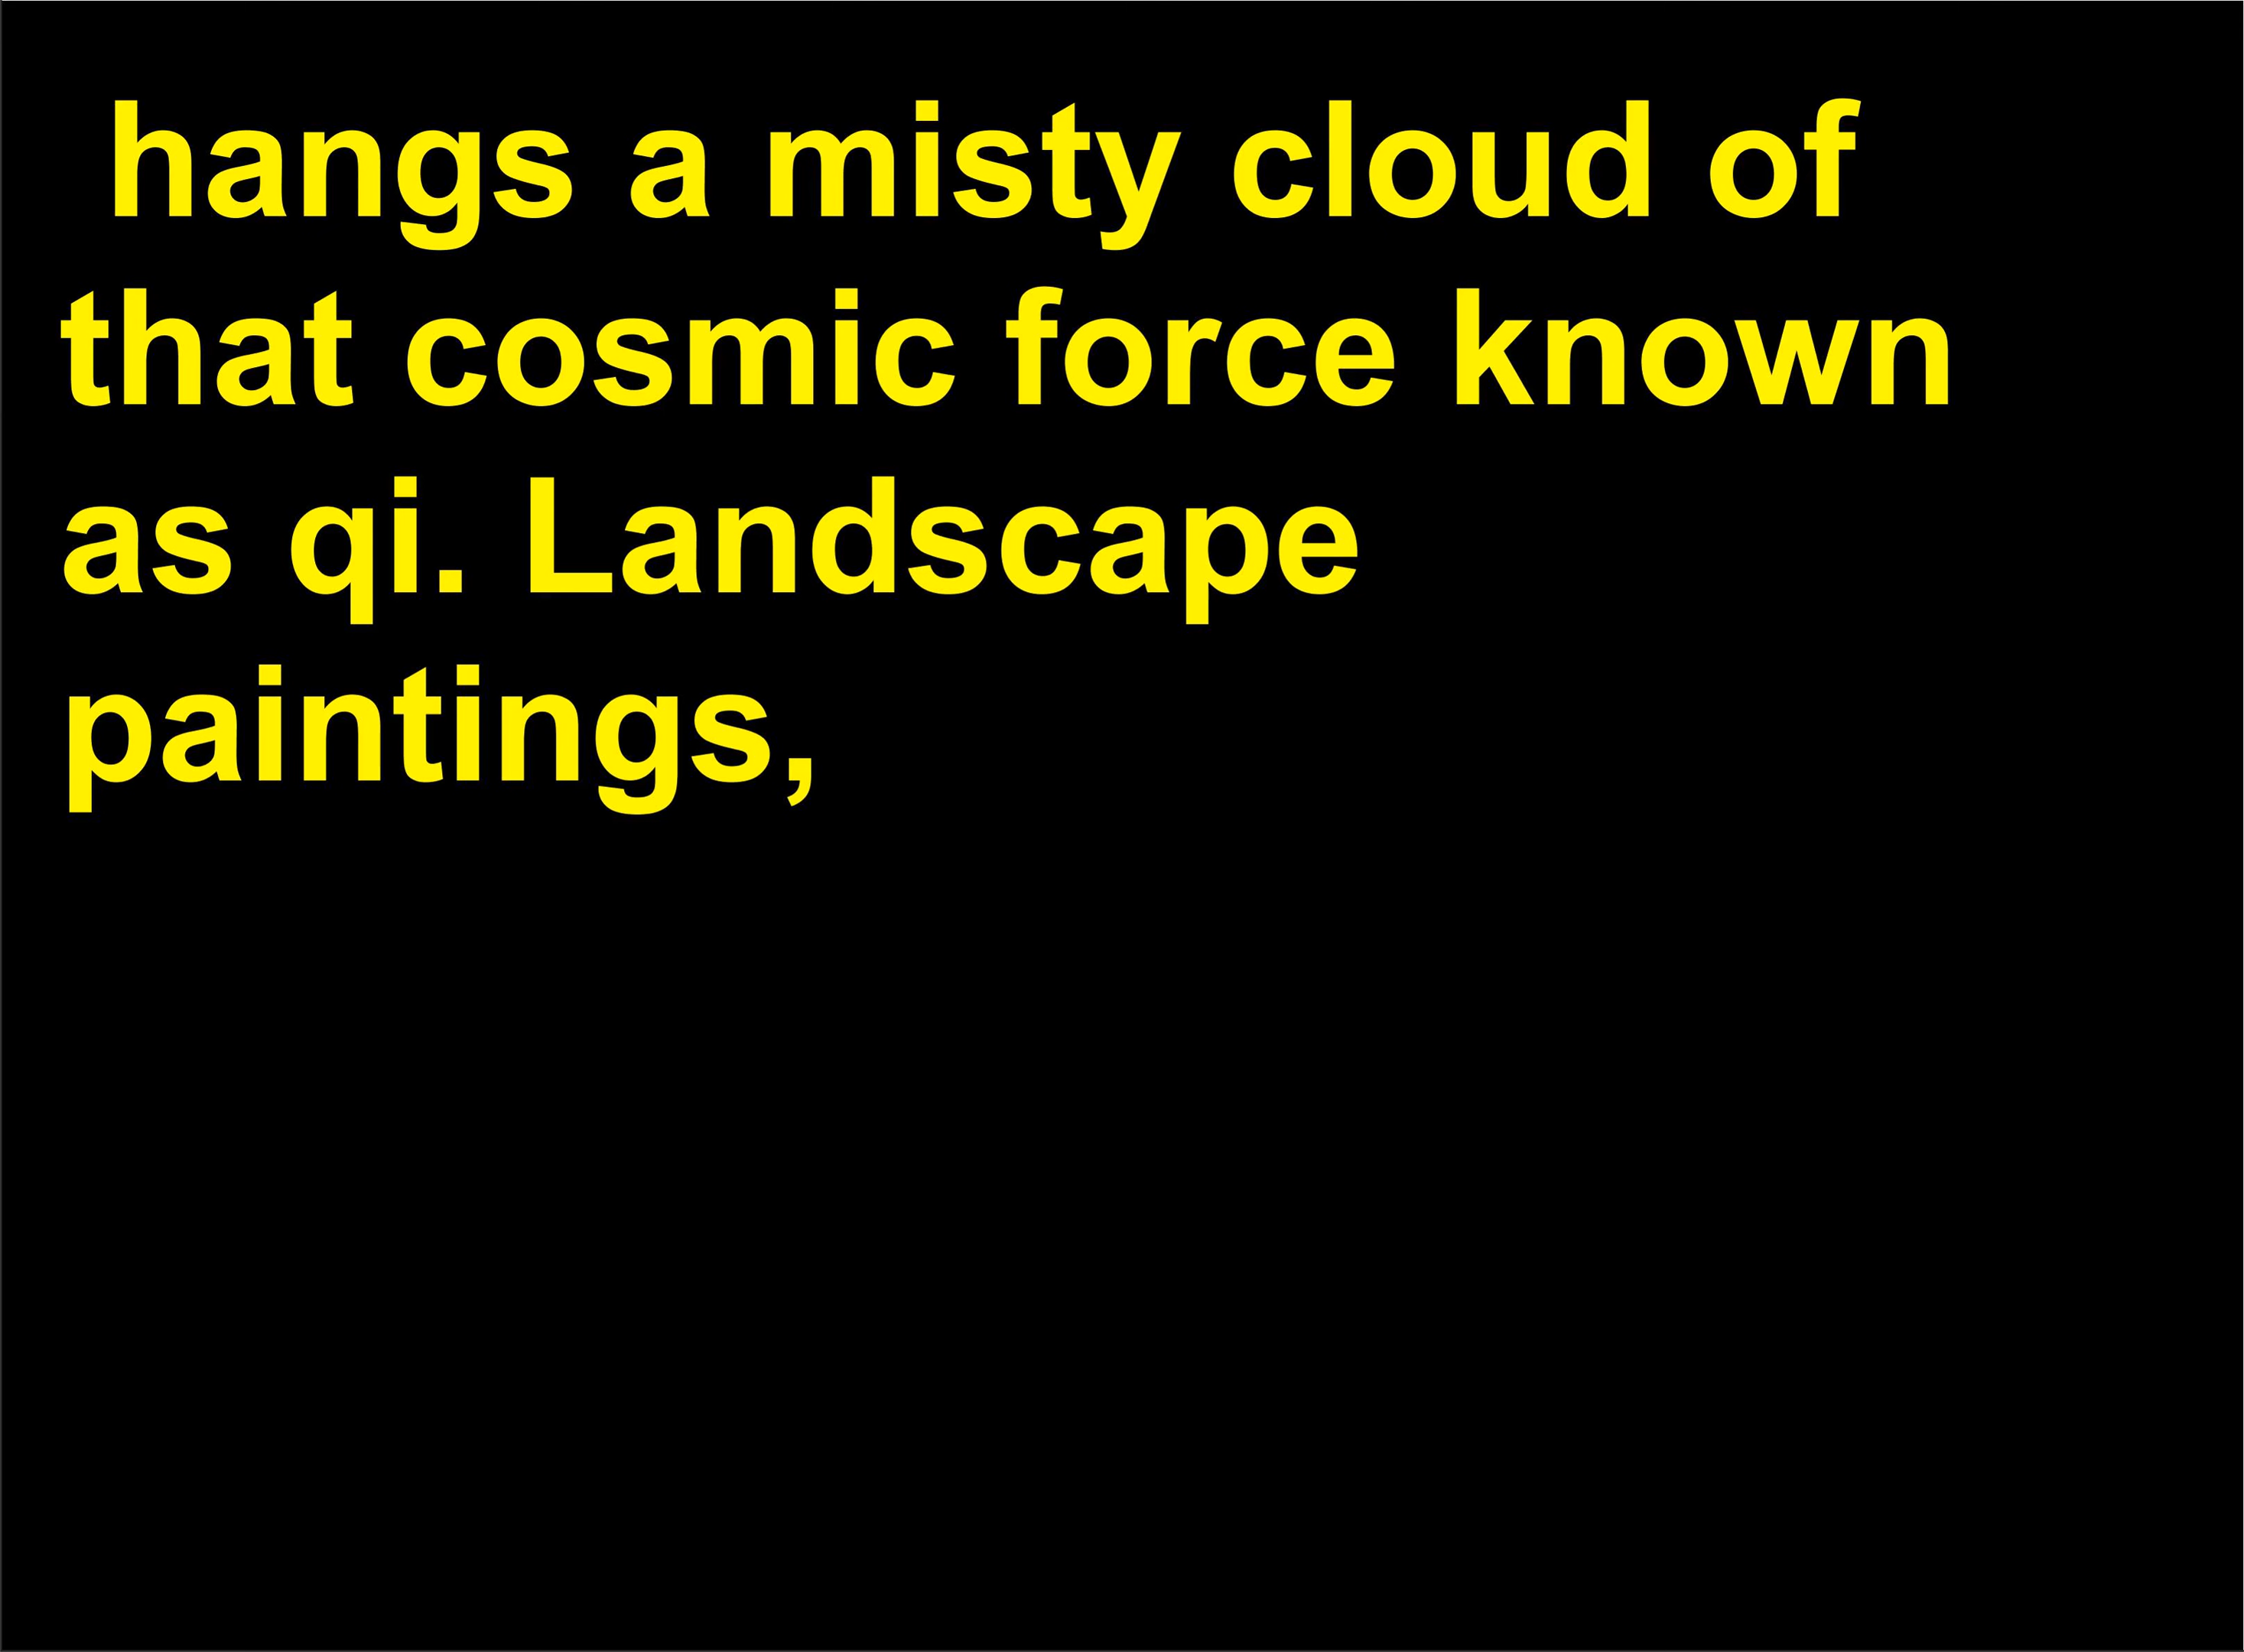 hangs a misty cloud of
that cosmic force known
as qi. Landscape
paintings,